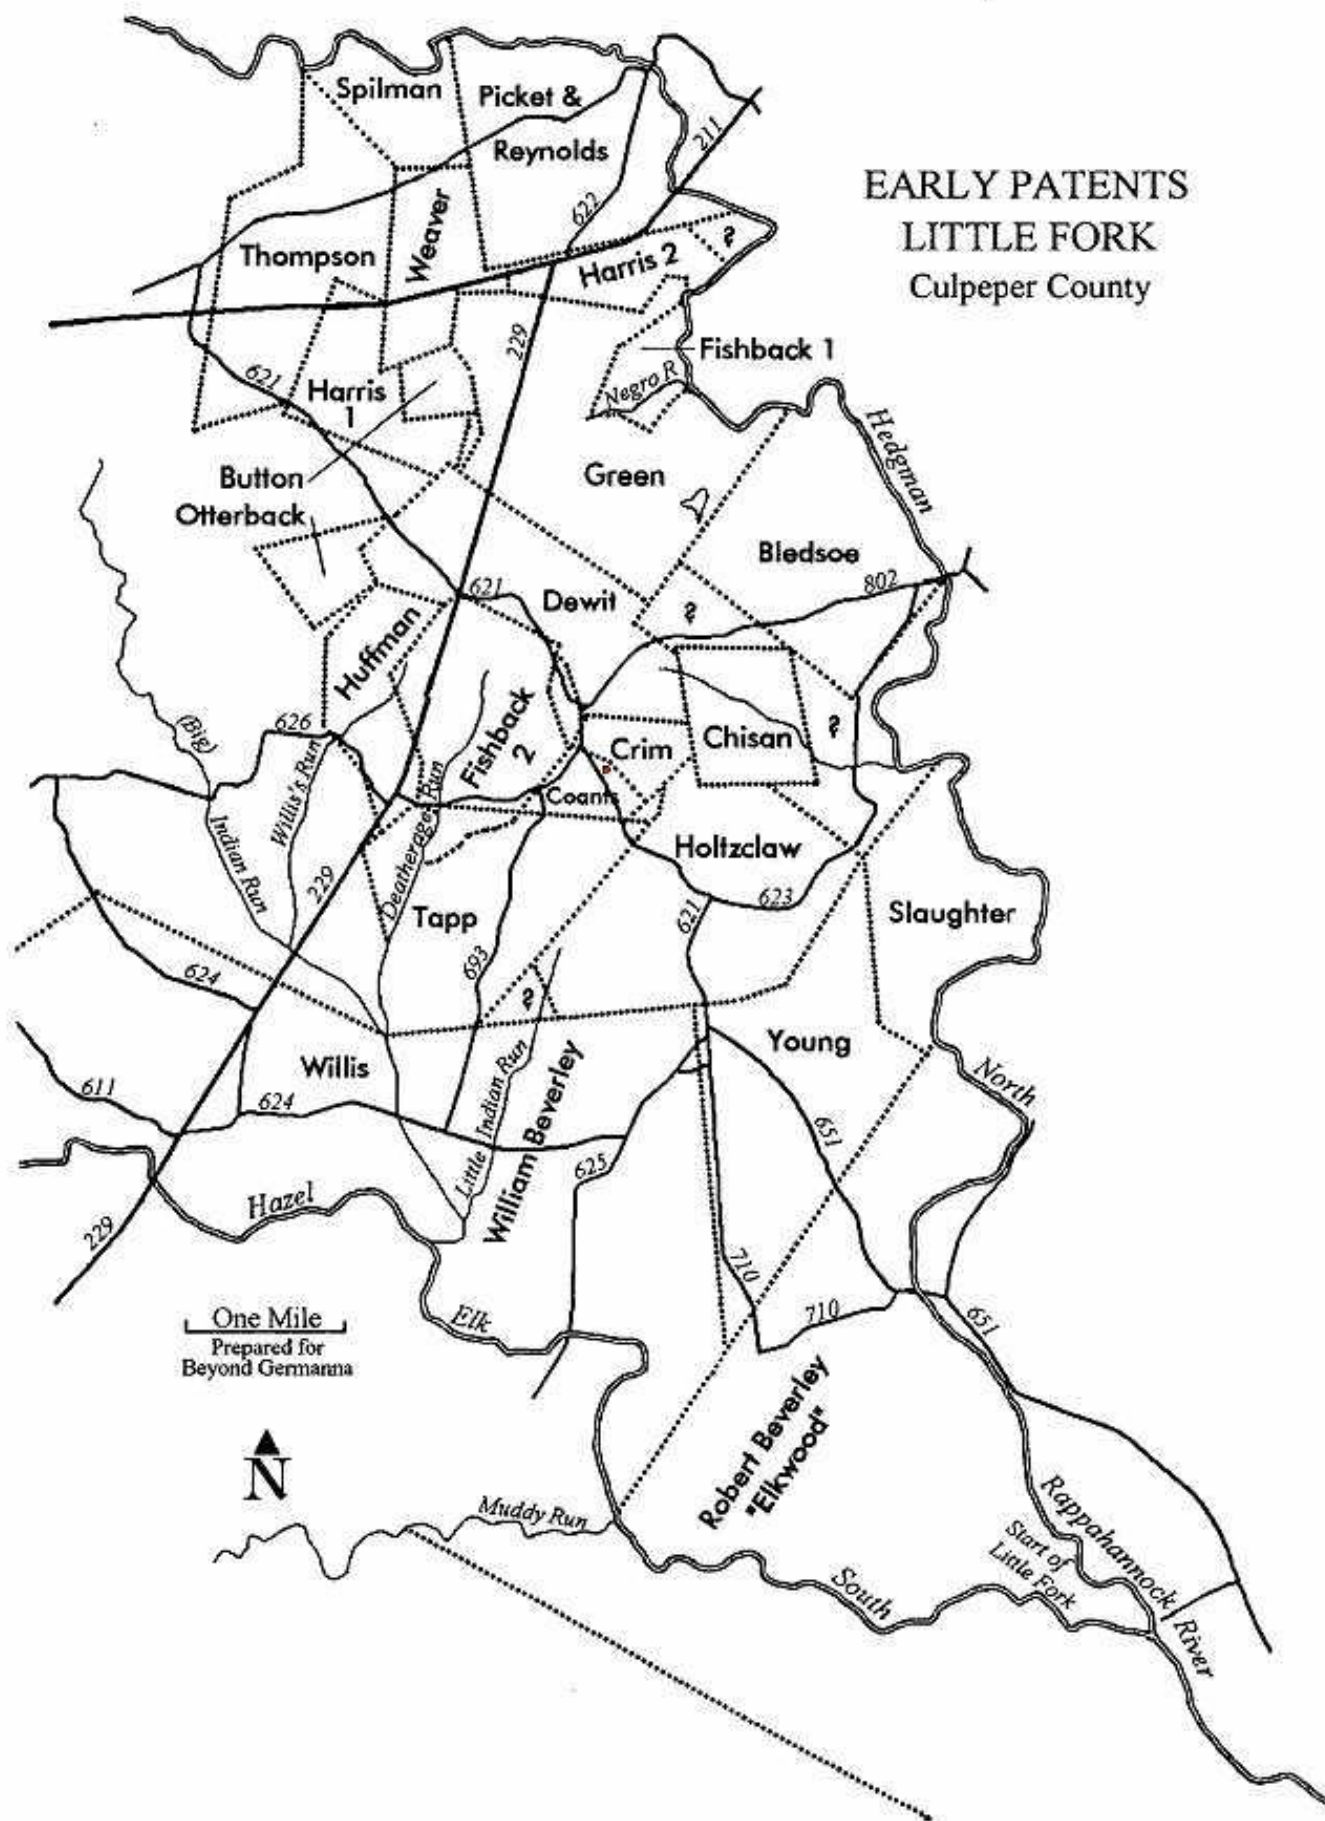 EARLY PATENTS
LITTLE FORK
Culpeper County
Spilman
Picket &
Reynolds
211
622
Weaver
Thompson
Harris 2
?
229
Fishback 1
Negro R
621
Harris
1
Hedgman
Button
Green
Otterback
Bledsoe
802
621
Dewit
?
Huffman
(Big)
626
Fishback
2
Crim
Chisan
?
Willis's Run
Deatherage Run
Coants
Indian Run
229
Holtzclaw
Tapp
621
623
Slaughter
624
693
?
Young
Willis
Little Indian Run
William Beverley
North
611
624
651
625
Hazel
229
710
710
651
Elk
One Mile
Prepared for
Beyond Germanna
Robert Beverley
"Elkwood"
N
Muddy Run
Rappahannock
River
Start of
Little Fork
South